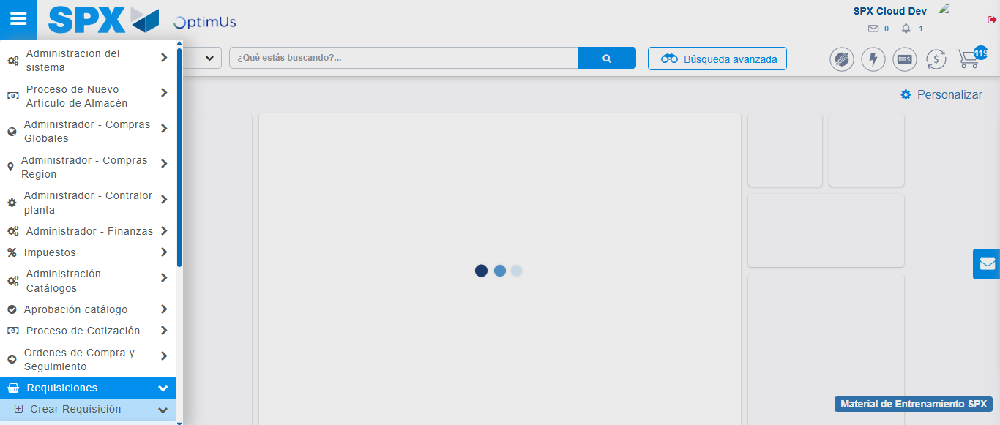 SPX
OptimUs
SPX Cloud Dev
0
1
¿Qué estás buscando?...
Búsqueda avanzada
119
Personalizar
Administracion del
sistema
Proceso de Nuevo
Artículo de Almacén
Administrador - Compras
Globales
Administrador - Compras
Region
Administrador - Contralor
planta
Administrador - Finanzas
Impuestos
Administración
Catálogos
Aprobación catálogo
Proceso de Cotización
Ordenes de Compra y
Seguimiento
Requisiciones
Crear Requisición
Material de Entrenamiento SPX